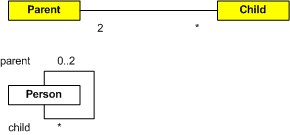 Parent Child
2 *
parent 0..2
Person
child *